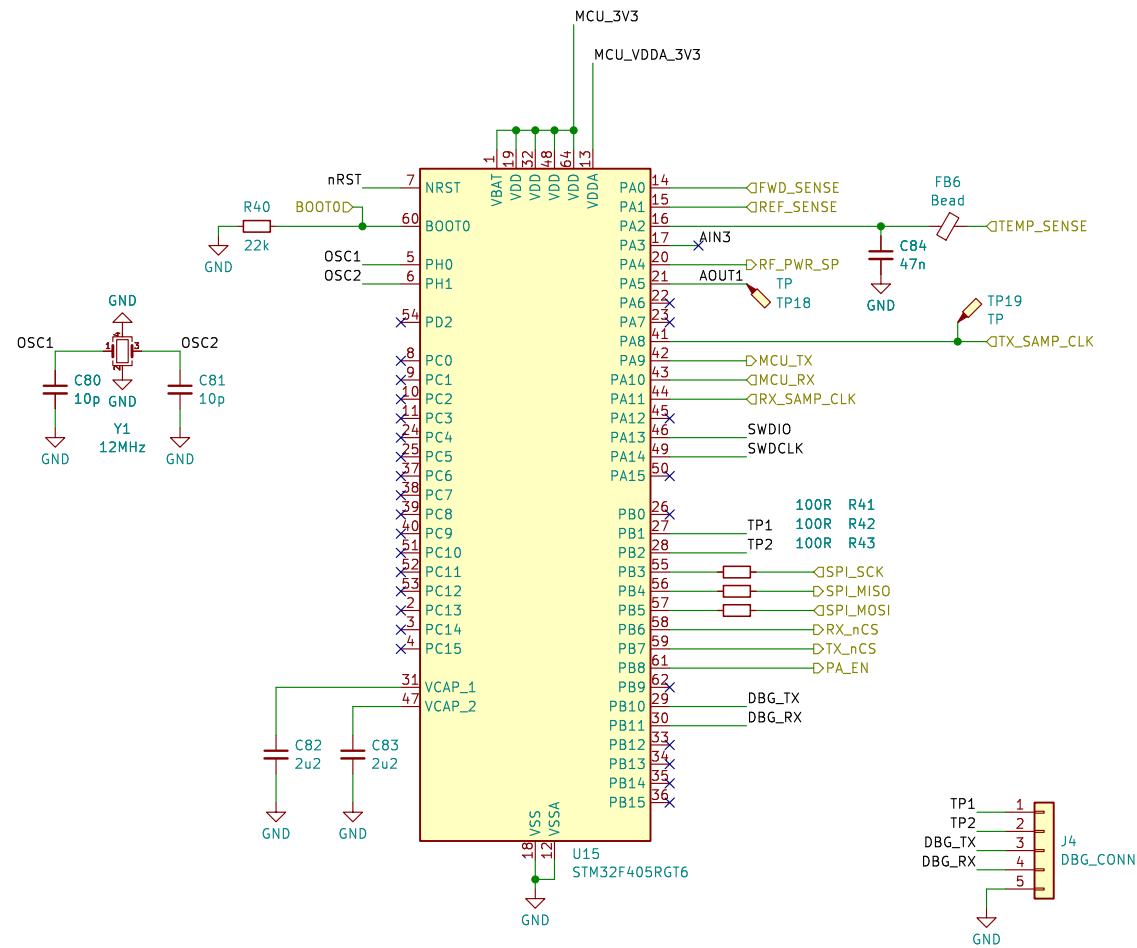 MCU_3V3
MCU_VDDA_3V3
1 19 32 48 64 13
VBAT VDD VDD VDD VDD VDDA
nRST 7 NRST
BOOT0
R40
22k
GND
60 BOOT0
OSC1 5 PH0
OSC2 6 PH1
54 PD2
8 PC0
9 PC1
10 PC2
11 PC3
24 PC4
25 PC5
37 PC6
38 PC7
39 PC8
40 PC9
51 PC10
52 PC11
53 PC12
2 PC13
3 PC14
4 PC15
31 VCAP_1
47 VCAP_2
GND
OSC1 1 4 3 2 OSC2
C80
10p
GND
C81
10p
Y1
12MHz
GND
GND
C82
2u2
C83
2u2
GND
GND
PA0 14 FWD_SENSE
PA1 15 REF_SENSE
PA2 16
FB6
Bead
TEMP_SENSE
C84
47n
GND
PA3 17 AIN3
PA4 20 RF_PWR_SP
PA5 21 AOUT1
TP
TP18
PA6 22
PA7 23
TP19
TP
PA8 41 TX_SAMP_CLK
PA9 42 MCU_TX
PA10 43 MCU_RX
PA11 44 RX_SAMP_CLK
PA12 45
PA13 46 SWDIO
PA14 49 SWDCLK
PA15 50
100R R41
100R R42
100R R43
PB0 26
PB1 27 TP1
PB2 28 TP2
PB3 55 SPI_SCK
PB4 56 SPI_MISO
PB5 57 SPI_MOSI
PB6 58 RX_nCS
PB7 59 TX_nCS
PB8 61 PA_EN
PB9 62
PB10 29 DBG_TX
PB11 30 DBG_RX
PB12 33
PB13 34
PB14 35
PB15 36
VSS VSSA
18 12
U15
STM32F405RGT6
GND
TP1 1
TP2 2
DBG_TX 3
DBG_RX 4
5
J4
DBG_CONN
GND